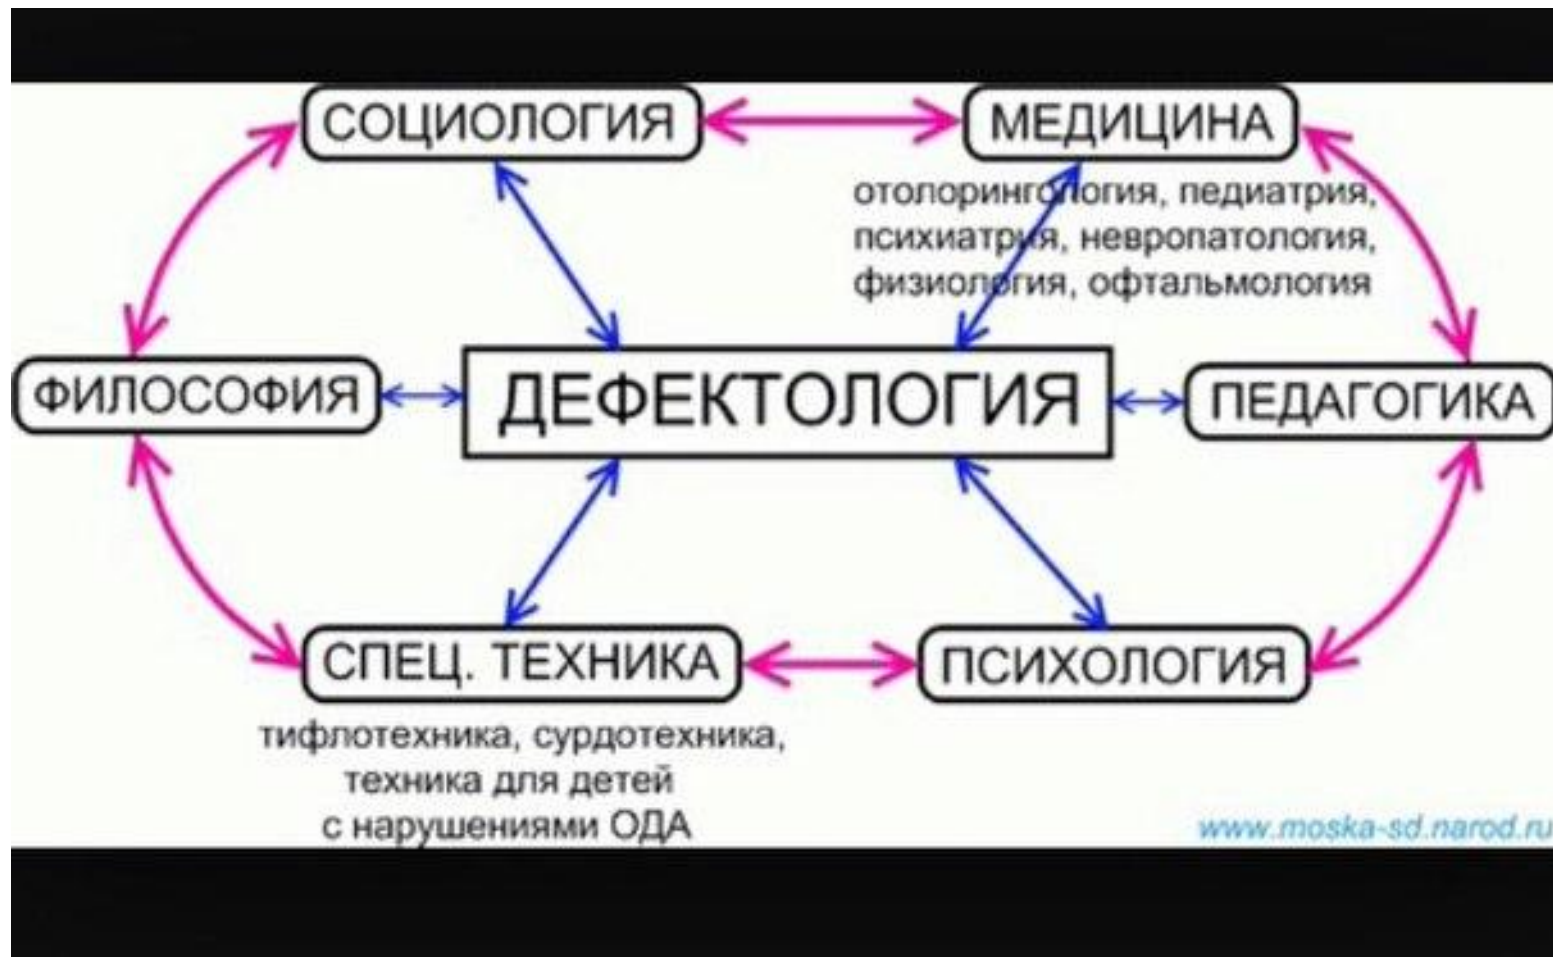 СОЦИОЛОГИЯ
МЕДИЦИНА
отолорингология, педиатрия,
психиатрия, невропатология,
физиология, офтальмология
ФИЛОСОФИЯ
ДЕФЕКТОЛОГИЯ
ПЕДАГОГИКА
СПЕЦ. ТЕХНИКА
ПСИХОЛОГИЯ
тифлотехника, сурдотехника,
техника для детей
с нарушениями ОДА
www.moska-sd.narod.ru